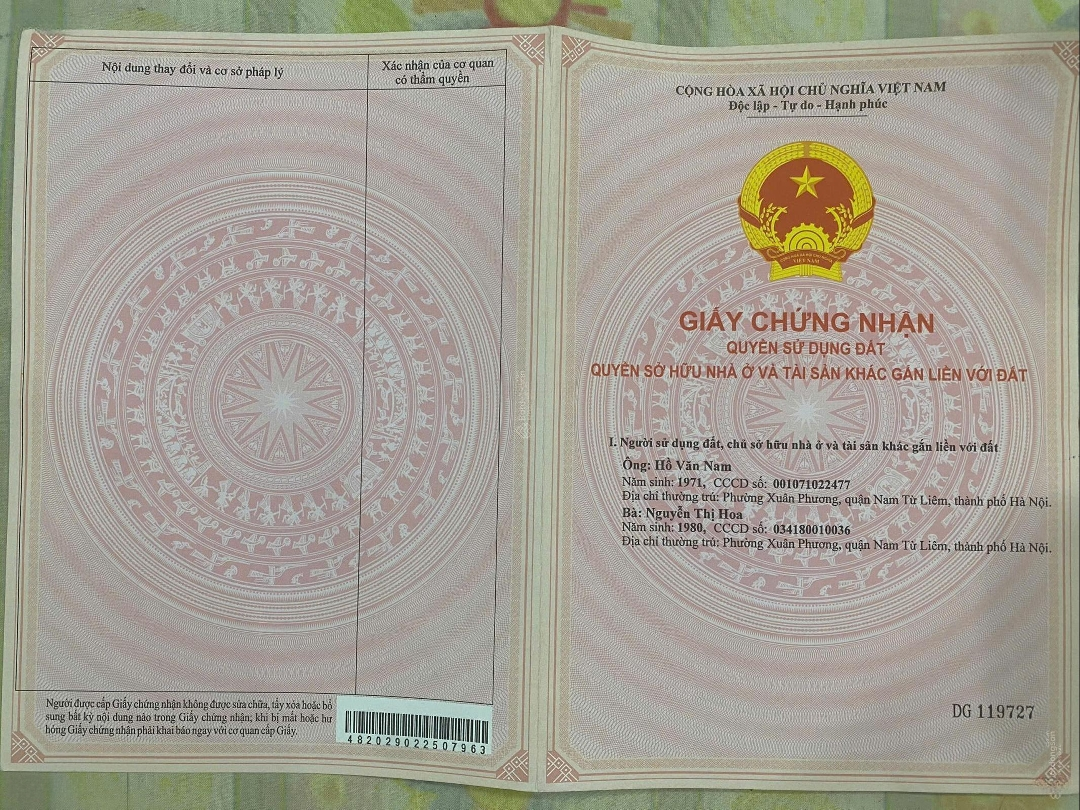 Nội dung thay đổi và cơ sở pháp lý
Xác nhận của cơ quan
có thẩm quyền
Người được cấp Giấy chứng nhận không được sửa chữa, tẩy xóa hoặc bổ
sung bất kỳ nội dung nào trong Giấy chứng nhận; khi bị mất hoặc hư
hỏng Giấy chứng nhận phải khai báo ngay với cơ quan cấp Giấy.
482029022507963
CỘNG HÒA XÃ HỘI CHỦ NGHĨA VIỆT NAM
Độc lập - Tự do - Hạnh phúc
CỘNG HÒA XÃ HỘI CHỦ NGHĨA
VIỆT NAM
GIẤY CHỨNG NHẬN
QUYỀN SỬ DỤNG ĐẤT
QUYỀN SỞ HỮU NHÀ Ở VÀ TÀI SẢN KHÁC GẮN LIỀN VỚI ĐẤT
I. Người sử dụng đất, chủ sở hữu nhà ở và tài sản khác gắn liền với đất
Ông: Hồ Văn Nam
Năm sinh: 1971, CCCD số: 001071022477
Địa chỉ thường trú: Phường Xuân Phương, quận Nam Từ Liêm, thành phố Hà Nội.
Bà: Nguyễn Thị Hoa
Năm sinh: 1980, CCCD số: 034180010036
Địa chỉ thường trú: Phường Xuân Phương, quận Nam Từ Liêm, thành phố Hà Nội.
DG 119727